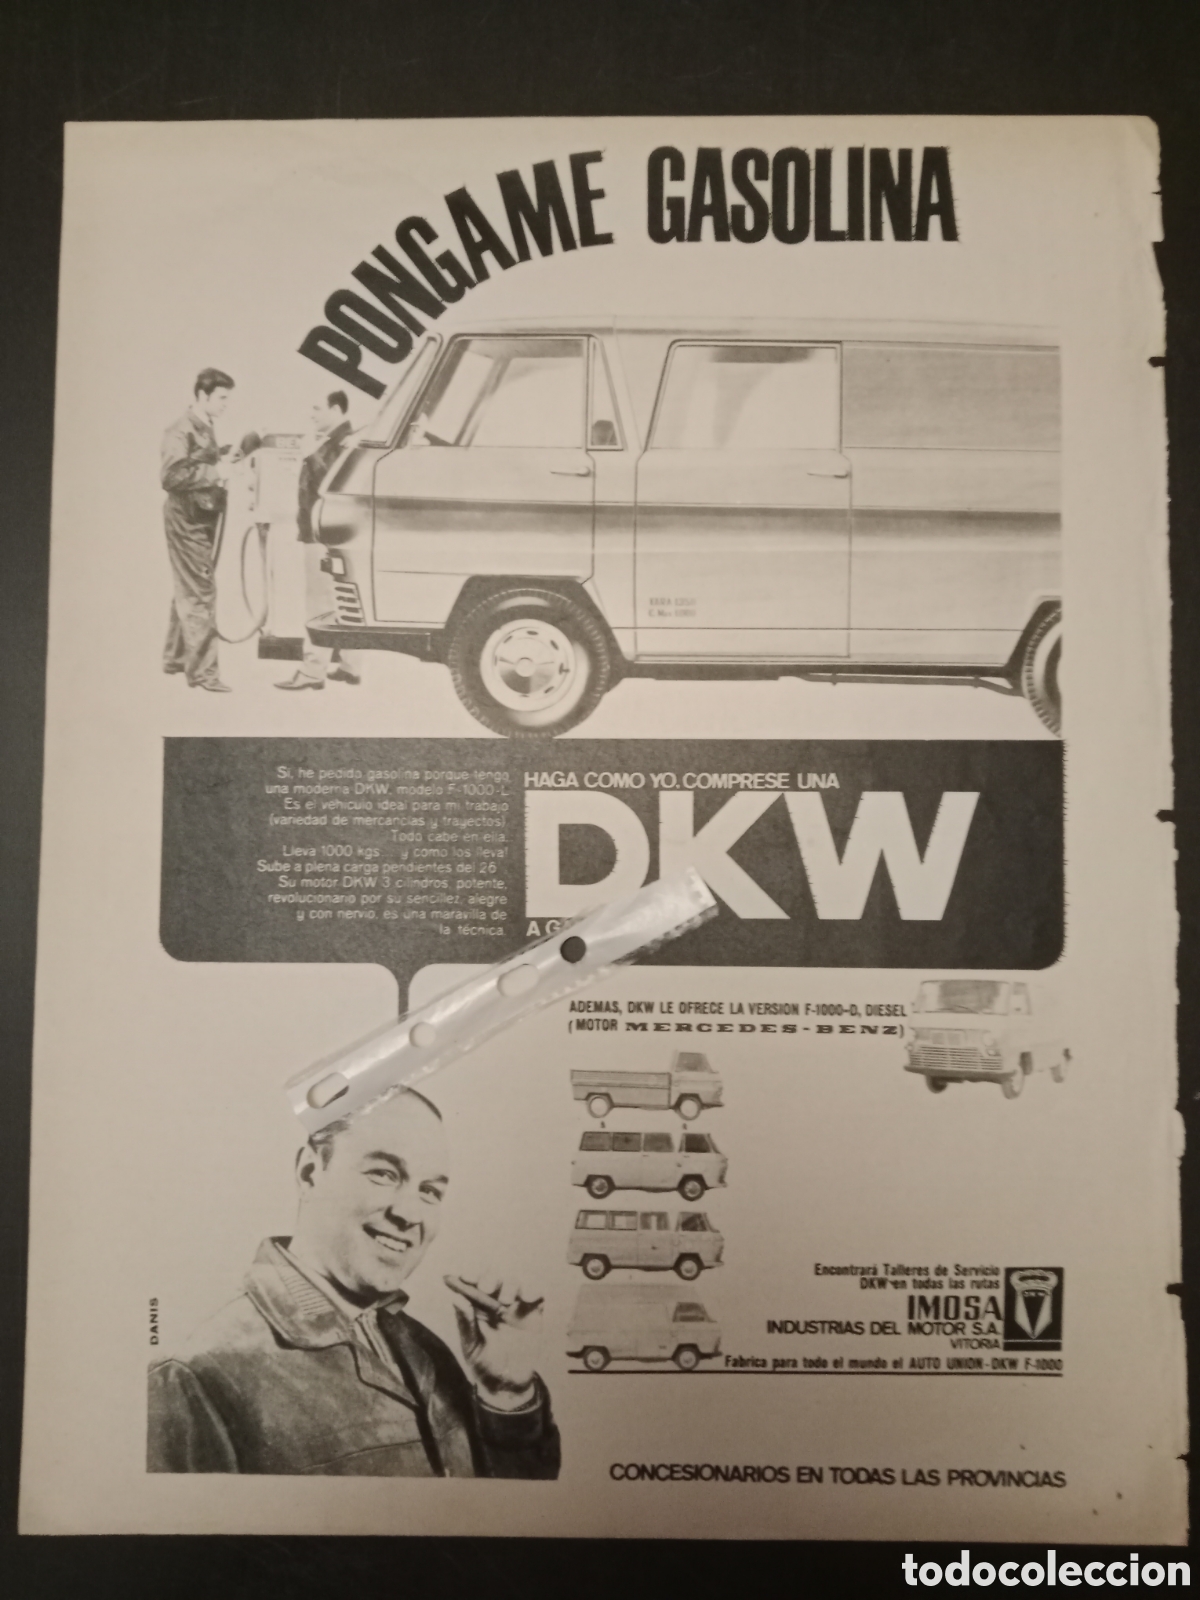 PONGAME GASOLINA
Si, he pedido gasolina porque tengo
una moderna DKW, modelo F-1000-L.
Es el vehiculo ideal para mi trabajo
(variedad de mercancias y trayectos).
Todo cabe en ella.
Lleva 1000 kgs... y como los lleva!
Sube a plena carga pendientes del 26
Su motor DKW 3 cilindros, potente,
revolucionario por su sencillez, alegre
y con nervio, es una maravilla de
la técnica.
HAGA COMO YO. COMPRESE UNA
DKW
A
ADEMAS, DKW LE OFRECE LA VERSION F-1000-D, DIESEL
(MOTOR MERCEDES-BENZ)
Encontrará Talleres de Servicio
DKW en todas las rutas
IMOSA
INDUSTRIAS DEL MOTOR S.A.
VITORIA
DKW
Fabrica para todo el mundo el AUTO UNION-DKW F-1000
DANIS
CONCESIONARIOS EN TODAS LAS PROVINCIAS
todocoleccion